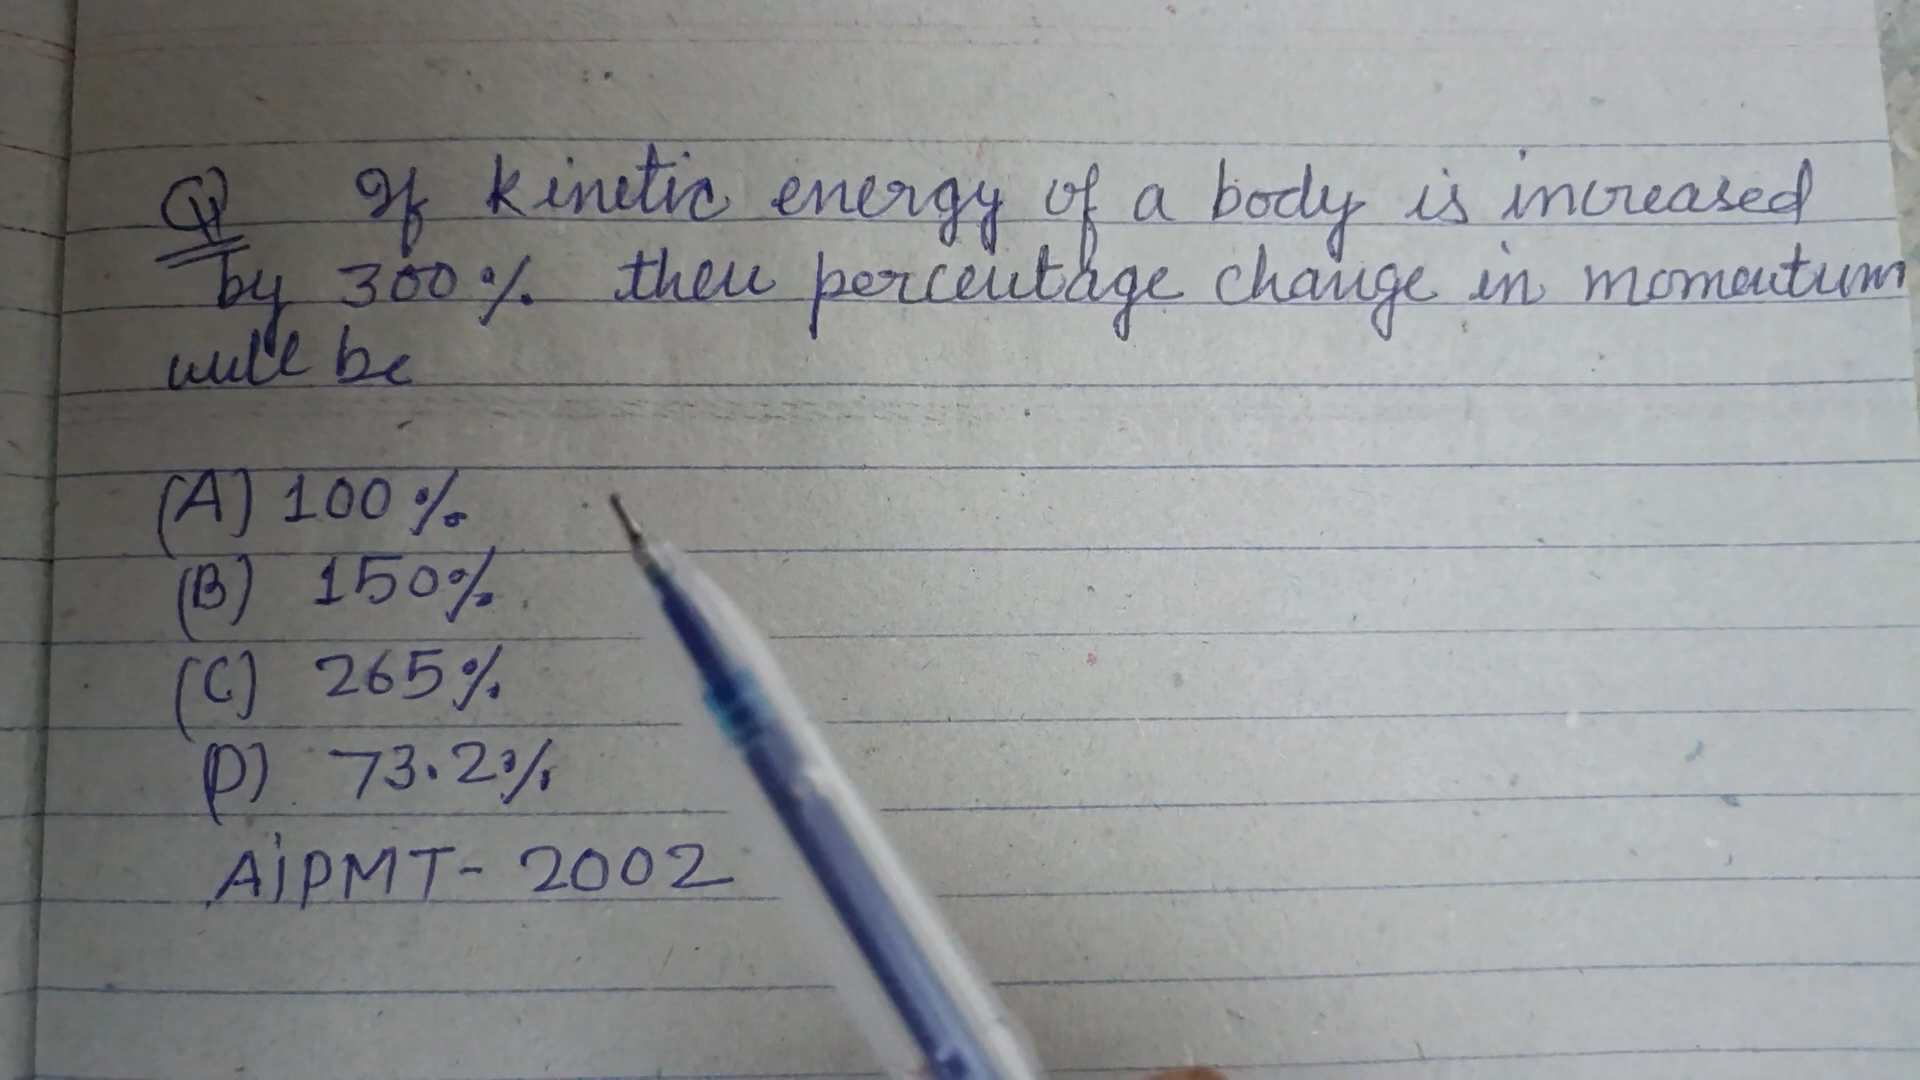 Q If kinetic energy of a body is increased
by 300% then percentage change in momentum
will be
(A) 100%
(B) 150%
(C) 265%
(D) 73.2%
AiPMT - 2002